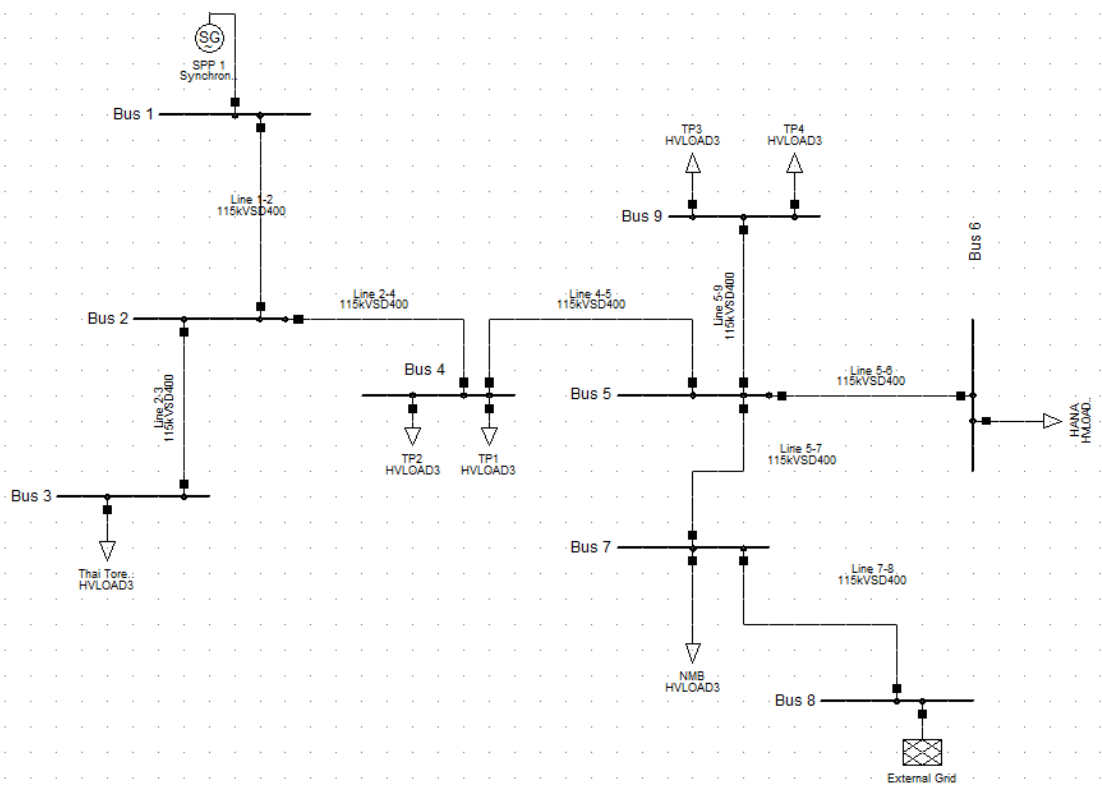 SG
SPP 1
Synchron..
Bus 1
Line 1-2
115kVSD400
TP3
HVLOAD3
TP4
HVLOAD3
Bus 9
Bus 6
Line 5-9
115kVSD400
Line 2-4
115kVSD400
Line 4-5
115kVSD400
Bus 2
Bus 4
Line 2-3
115kVSD400
Bus 5
Line 5-6
115kVSD400
HANA
HVLOAD..
TP2
HVLOAD3
TP1
HVLOAD3
Line 5-7
115kVSD400
Bus 3
Thai Tore..
HVLOAD3
Bus 7
Line 7-8
115kVSD400
NMB
HVLOAD3
Bus 8
External Grid